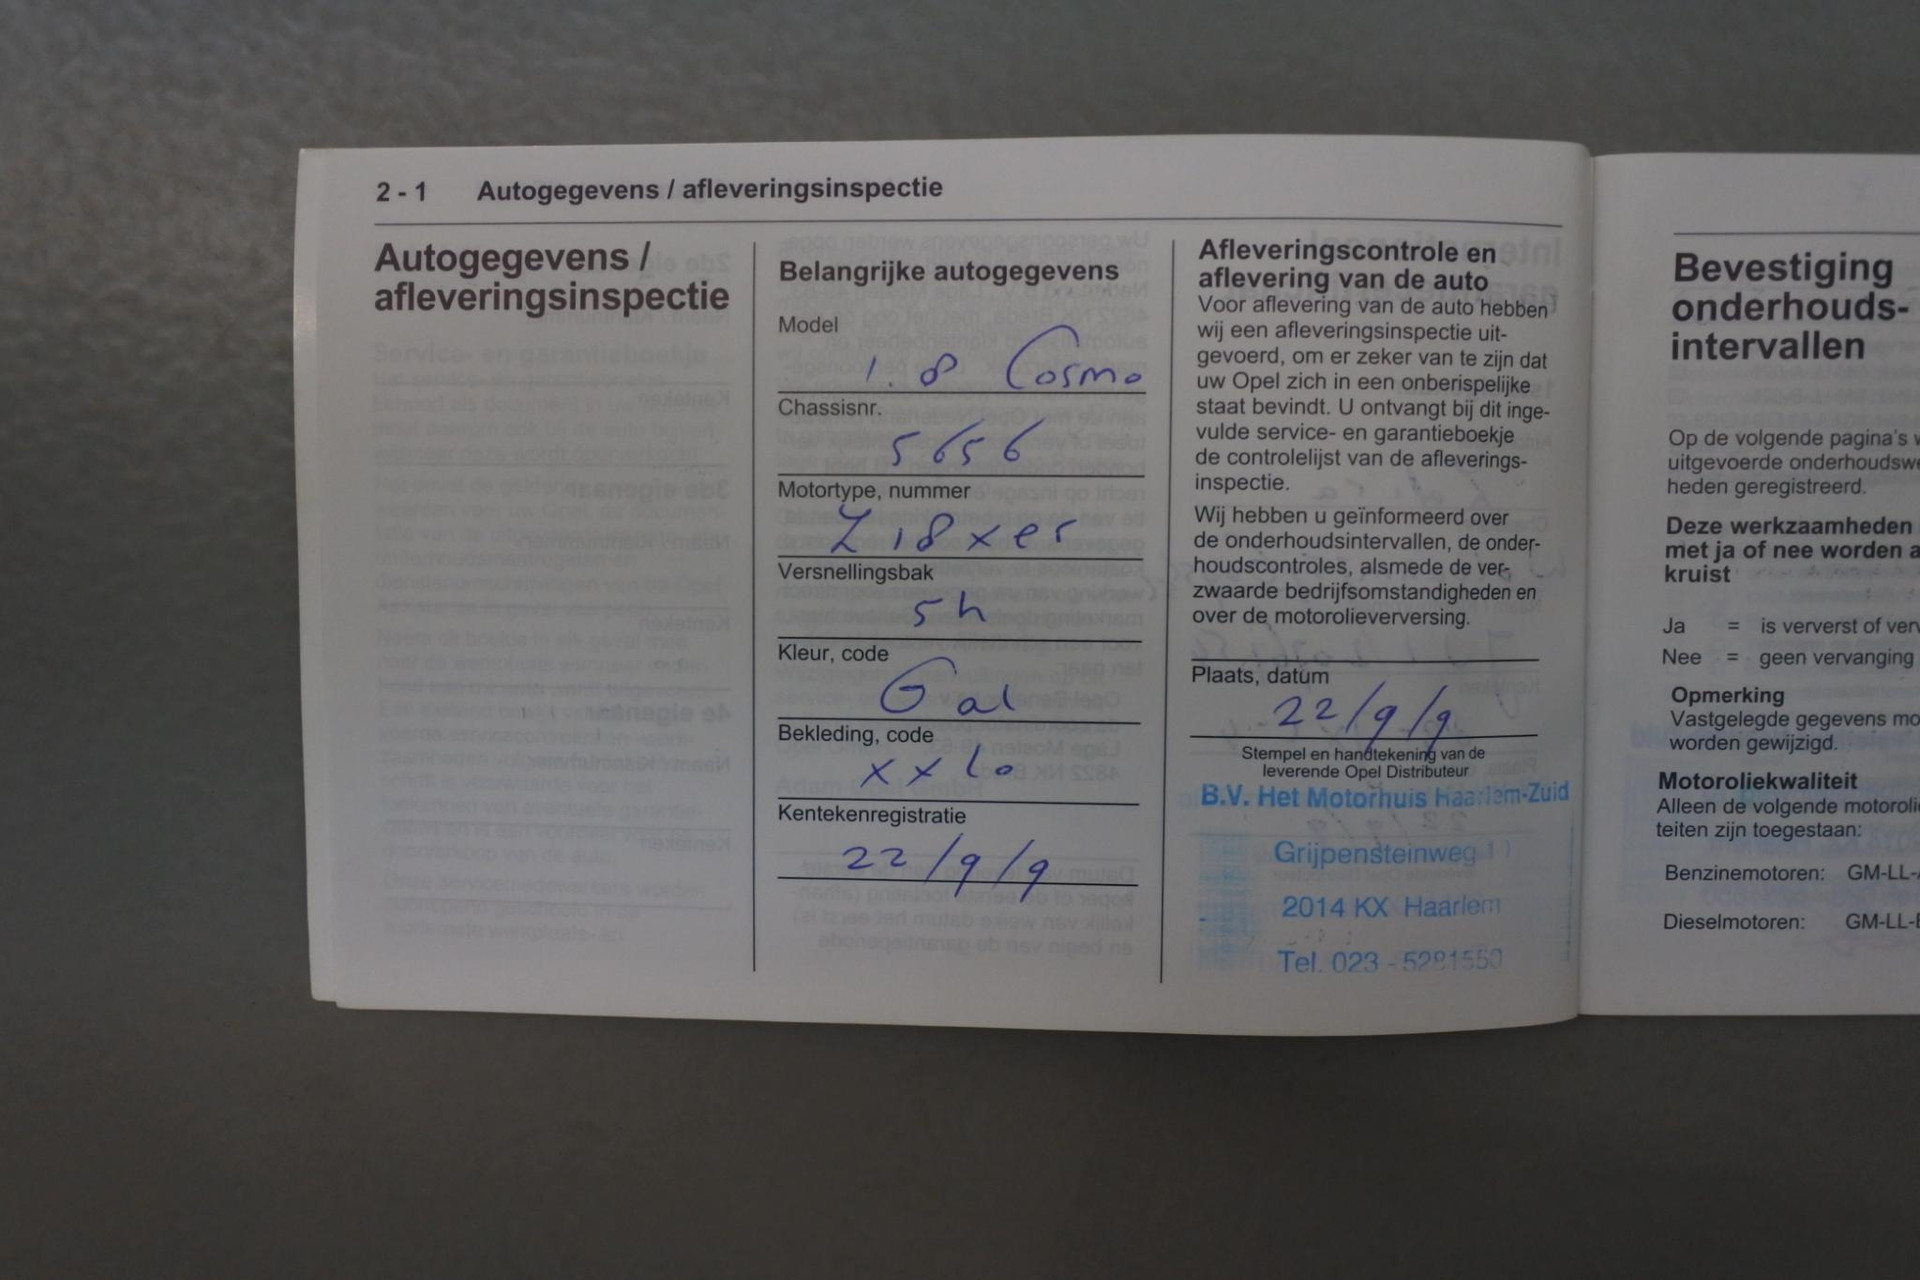 2 - 1 Autogegevens / afleveringsinspectie
Autogegevens /
afleveringsinspectie
Belangrijke autogegevens
Model
1.8 Cosmo
Chassisnr.
5656
Motortype, nummer
Z18xer
Versnellingsbak
5h
Kleur, code
Gal
Bekleding, code
xxlo
Kentekenregistratie
22/9/9
Afleveringscontrole en
aflevering van de auto
Voor aflevering van de auto hebben
wij een afleveringsinspectie uit-
gevoerd, om er zeker van te zijn dat
uw Opel zich in een onberispelijke
staat bevindt. U ontvangt bij dit inge-
vulde service- en garantieboekje
de controlelijst van de afleverings-
inspectie.
Wij hebben u geïnformeerd over
de onderhoudsintervallen, de onder-
houdscontroles, alsmede de ver-
zwaarde bedrijfsomstandigheden en
over de motorolieverversing.
Plaats, datum
22/9/9
Stempel en handtekening van de
leverende Opel Distributeur
B.V. Het Motorhuis Haarlem-Zuid
Grijpensteinweg
2014 KX Haarlem
Tel. 023 - 5281550
Bevestiging
onderhouds-
intervallen
Op de volgende pagina's
uitgevoerde onderhoudswe
heden geregistreerd.
Deze werkzaamheden
met ja of nee worden a
kruist
Ja = is ververst of verv
Nee = geen vervanging
Opmerking
Vastgelegde gegevens mo
worden gewijzigd.
Motoroliekwaliteit
Alleen de volgende motoroli
teiten zijn toegestaan:
Benzinemotoren: GM-LL-A
Dieselmotoren: GM-LL-B